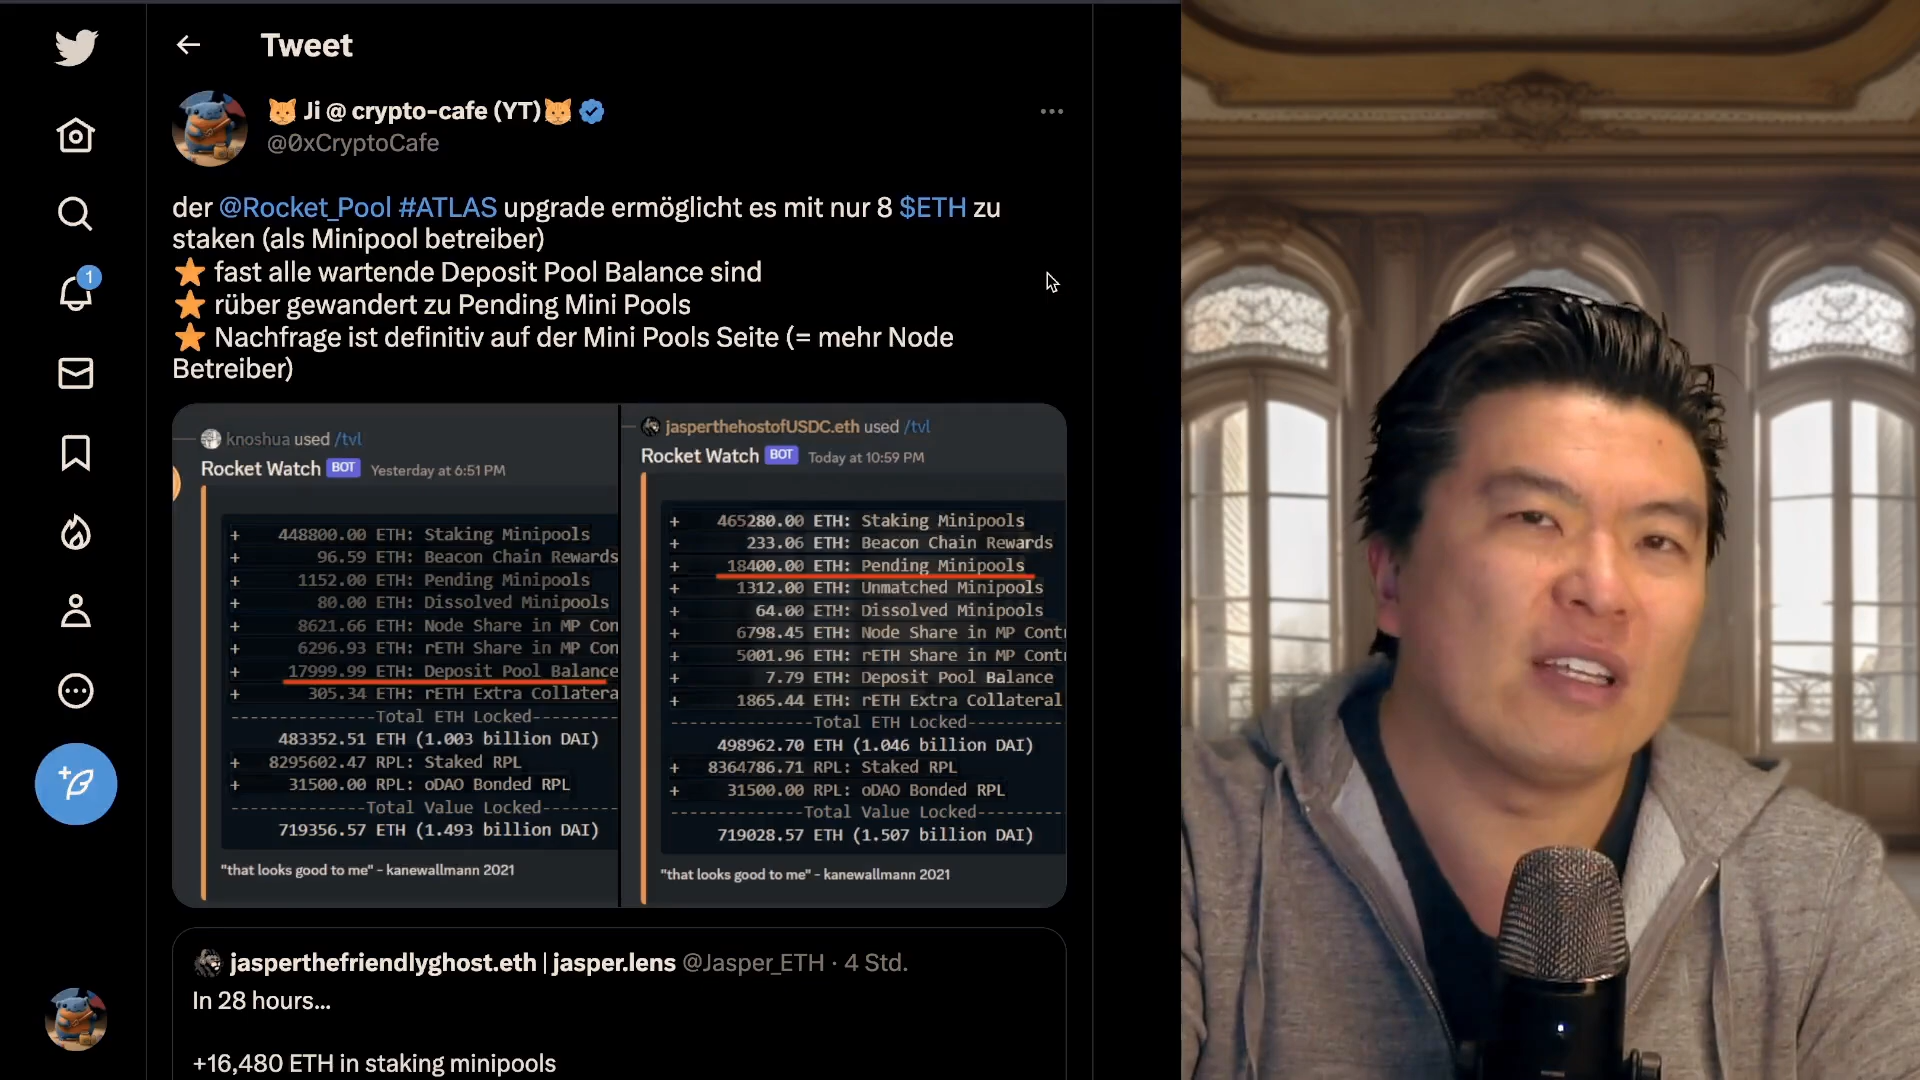 Tweet
🐱 Ji @ crypto-cafe (YT)🐱
@0xCryptoCafe
der @Rocket_Pool #ATLAS upgrade ermöglicht es mit nur 8 $ETH zu
staken (als Minipool betreiber)
⭐ fast alle wartende Deposit Pool Balance sind
⭐ rüber gewandert zu Pending Mini Pools
⭐ Nachfrage ist definitiv auf der Mini Pools Seite (= mehr Node
Betreiber)
1
knoshua used /tvl
Rocket Watch BOT Yesterday at 6:51 PM
+ 448800.00 ETH: Staking Minipools
+ 96.59 ETH: Beacon Chain Rewards
+ 1152.00 ETH: Pending Minipools
+ 80.00 ETH: Dissolved Minipools
+ 8621.66 ETH: Node Share in MP Con
+ 6296.93 ETH: rETH Share in MP Con
+ 17999.99 ETH: Deposit Pool Balance
+ 305.34 ETH: rETH Extra Collatera
---------------Total ETH Locked---------
483352.51 ETH (1.003 billion DAI)
+ 8295602.47 RPL: Staked RPL
+ 31500.00 RPL: oDAO Bonded RPL
--------------Total Value Locked-------
719356.57 ETH (1.493 billion DAI)
"that looks good to me" - kanewallmann 2021
jasperthehostofUSDC.eth used /tvl
Rocket Watch BOT Today at 10:59 PM
+ 465280.00 ETH: Staking Minipools
+ 233.06 ETH: Beacon Chain Rewards
+ 18400.00 ETH: Pending Minipools
+ 1312.00 ETH: Unmatched Minipools
+ 64.00 ETH: Dissolved Minipools
+ 6798.45 ETH: Node Share in MP Cont
+ 5001.96 ETH: rETH Share in MP Cont
+ 7.79 ETH: Deposit Pool Balance
+ 1865.44 ETH: rETH Extra Collateral
---------------Total ETH Locked----------
498962.70 ETH (1.046 billion DAI)
+ 8364786.71 RPL: Staked RPL
+ 31500.00 RPL: oDAO Bonded RPL
--------------Total Value Locked---------
719028.57 ETH (1.507 billion DAI)
"that looks good to me" - kanewallmann 2021
jasperthefriendlyghost.eth | jasper.lens @Jasper_ETH · 4 Std.
In 28 hours...
+16,480 ETH in staking minipools